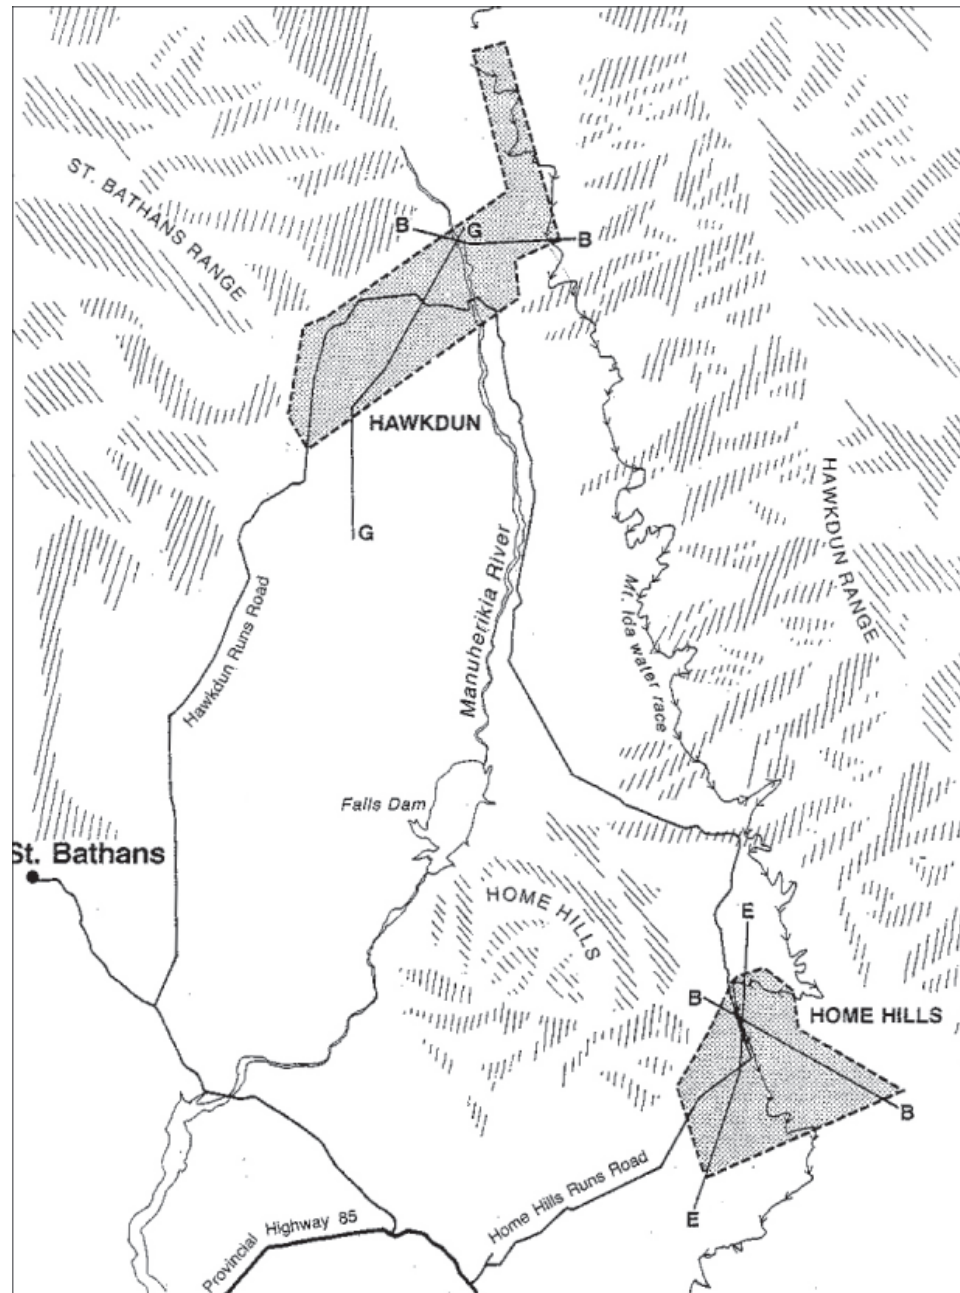 ST. BATHANS RANGE
B
G
B
HAWKDUN
G
HAWKDUN RANGE
Manuherikia River
Mt. Ida water race
Hawkdun Runs Road
Falls Dam
St. Bathans
HOME HILLS
E
B
HOME HILLS
B
Home Hills Runs Road
E
Provincial Highway 85